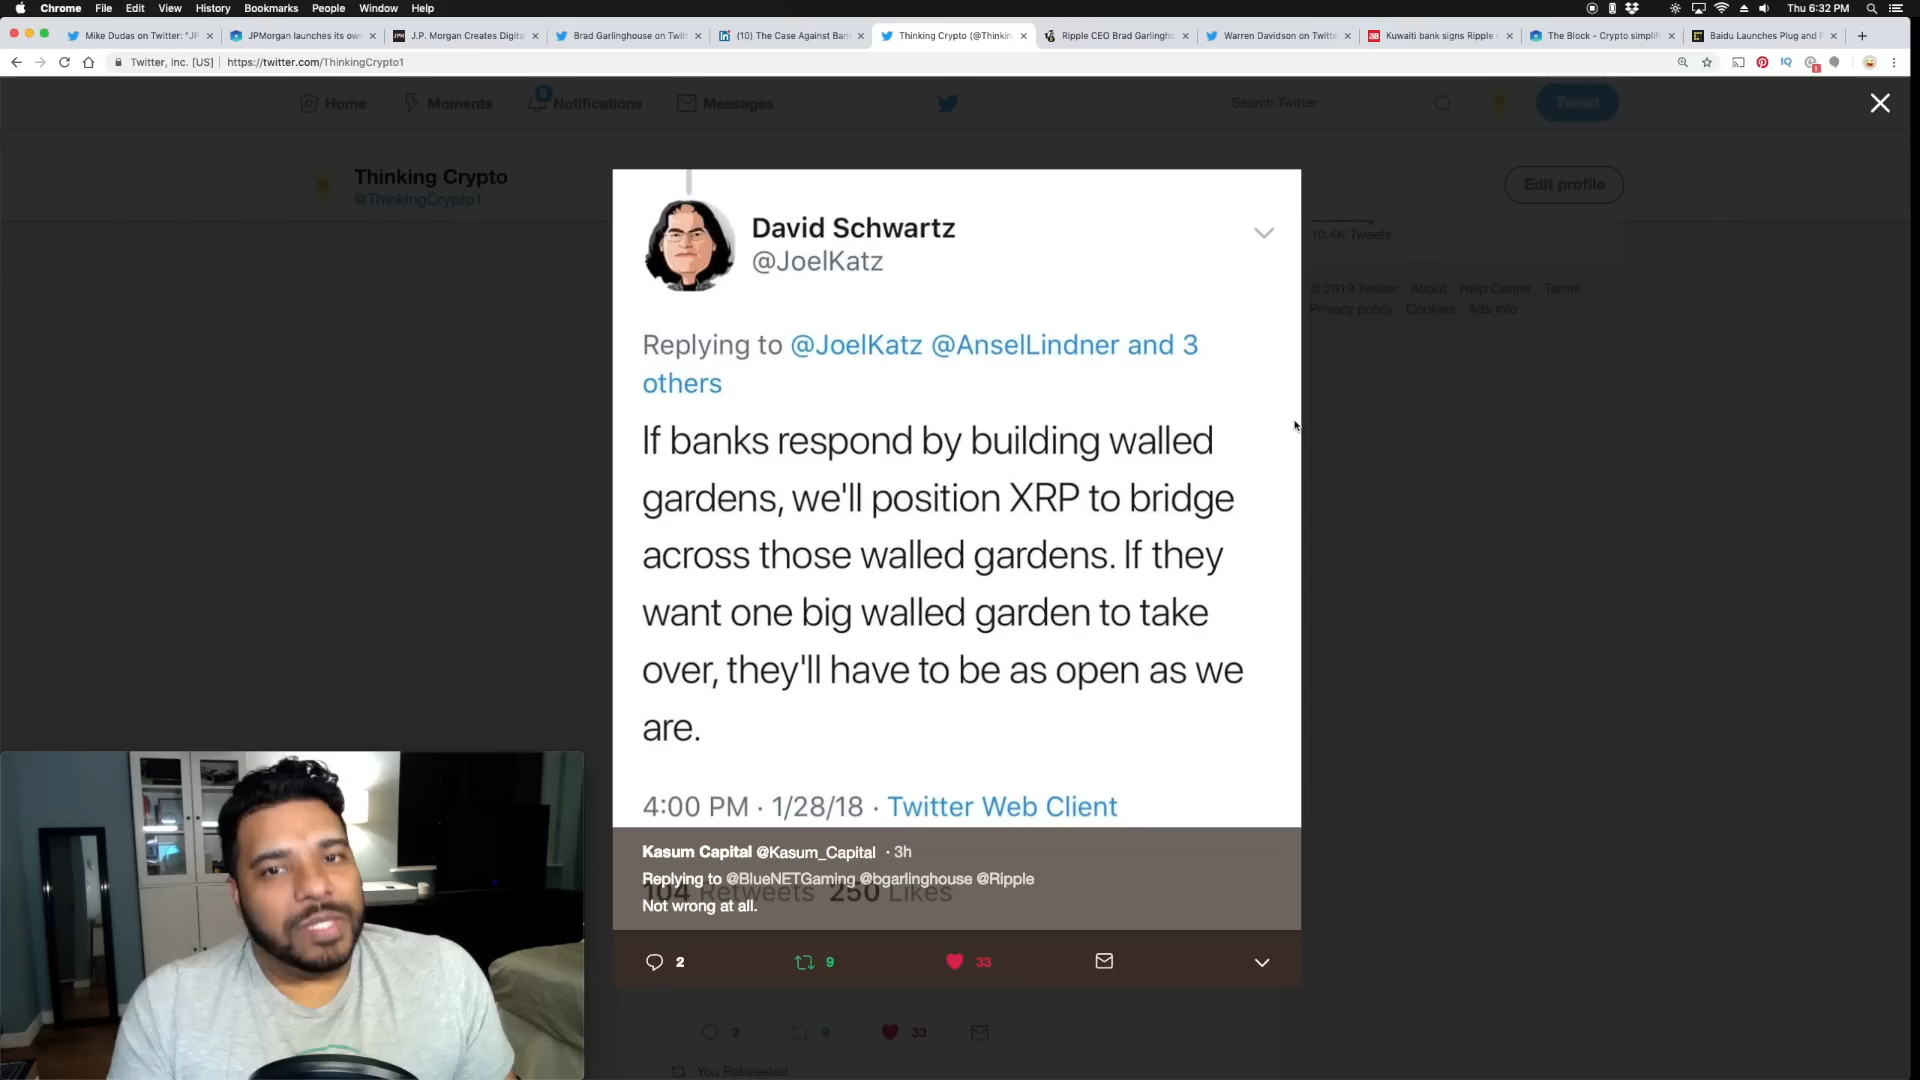 Chrome File Edit View History Bookmarks People Window Help
Thu 6:32 PM
Mike Dudas on Twitter: "JP
JPMorgan launches its own
J.P. Morgan Creates Digita
Brad Garlinghouse on Twitt
(10) The Case Against Ban
Thinking Crypto (@Thinkin
Ripple CEO Brad Garlingho
Warren Davidson on Twitte
Kuwaiti bank signs Ripple
The Block - Crypto simplifi
Baidu Launches Plug and P
Twitter, Inc. [US] https://twitter.com/ThinkingCrypto1
Home Moments Notifications Messages Search Twitter Tweet
Thinking Crypto
@ThinkingCrypto1
Edit profile
10.4K Tweets
© 2019 Twitter About Help Center Terms
Privacy policy Cookies Ads info
David Schwartz
@JoelKatz
Replying to @JoelKatz @AnselLindner and 3
others
If banks respond by building walled
gardens, we'll position XRP to bridge
across those walled gardens. If they
want one big walled garden to take
over, they'll have to be as open as we
are.
4:00 PM · 1/28/18 · Twitter Web Client
Kasum Capital @Kasum_Capital · 3h
Replying to @BlueNETGaming @bgarlinghouse @Ripple
104 Retweets 250 Likes
Not wrong at all.
2 9 33
2 9 33
You Retweeted